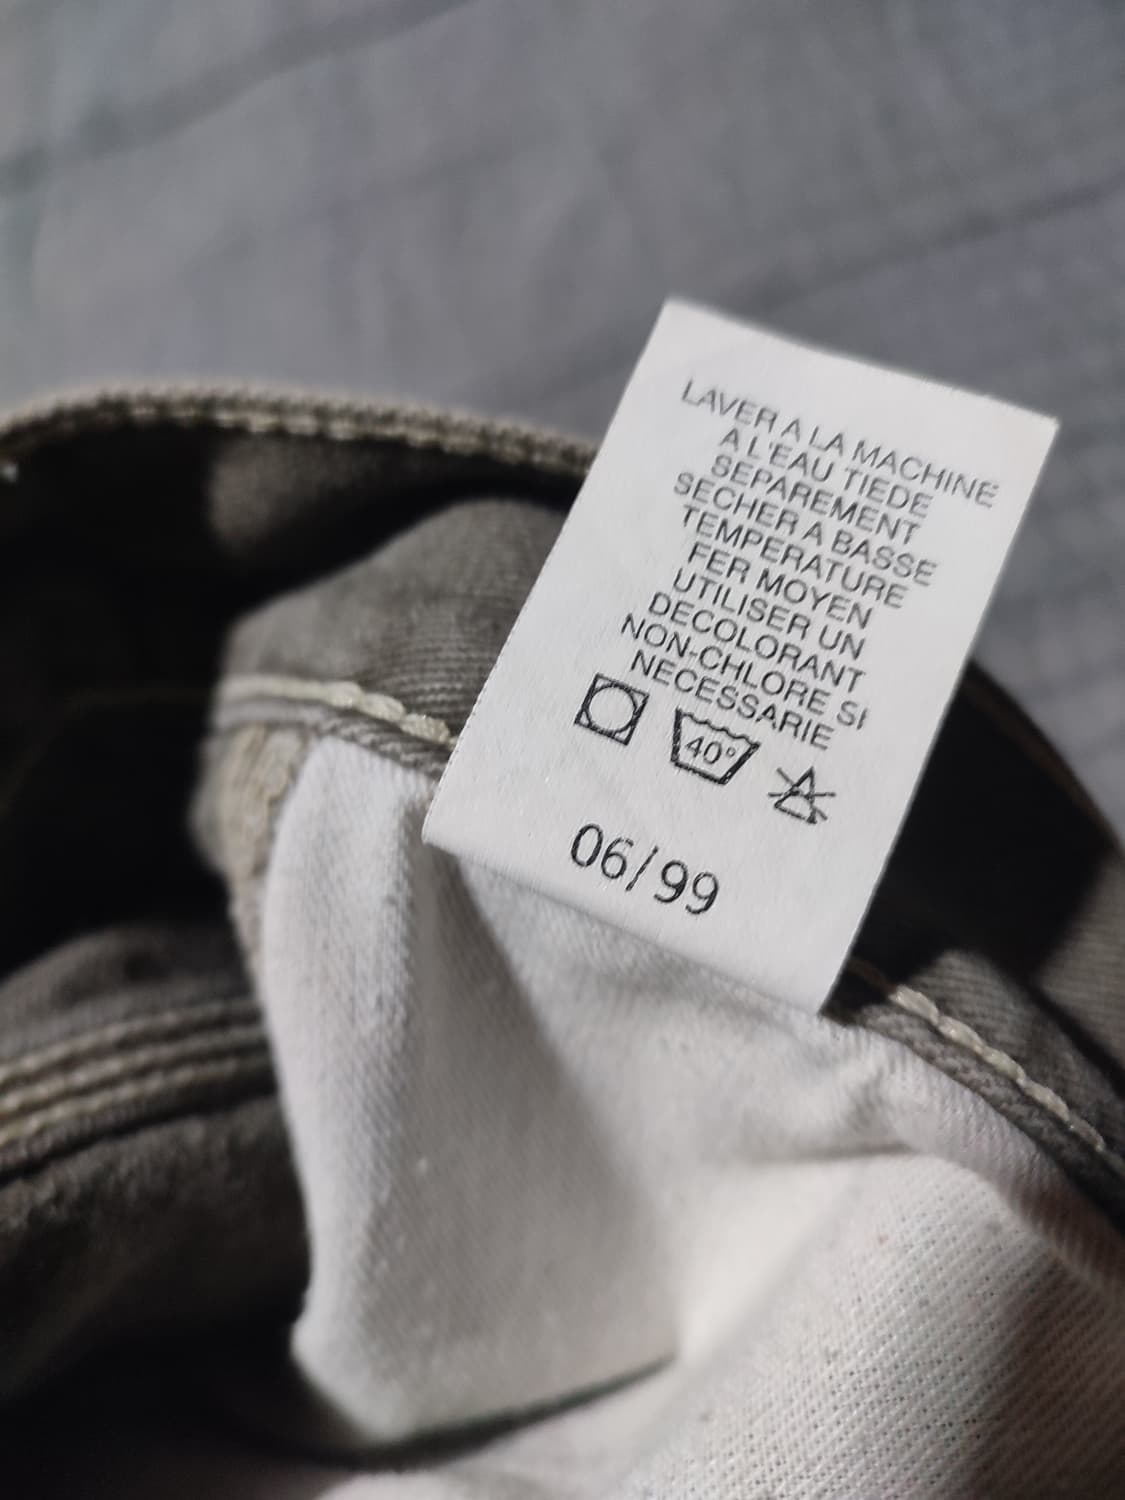 LAVER A LA MACHINE
A L'EAU TIEDE
SEPAREMENT
SECHER A BASSE
TEMPERATURE
FER MOYEN
UTILISER UN
DECOLORANT
NON-CHLORE SI
NECESSARIE
40°
06/99